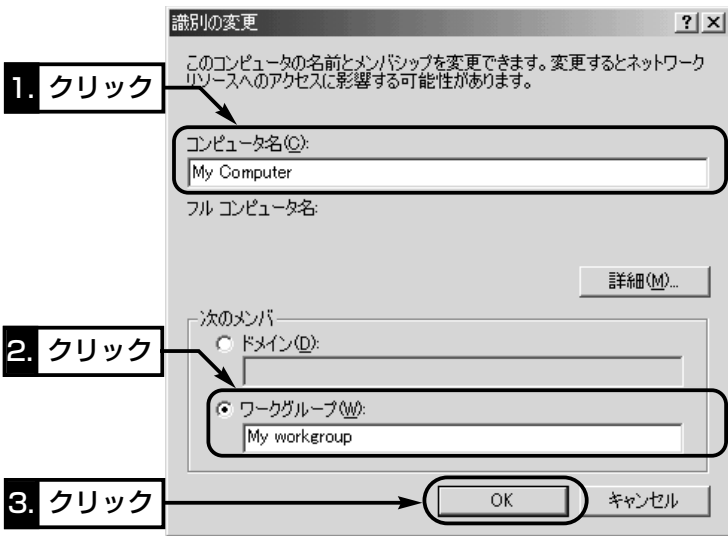 識別の変更
このコンピュータの名前とメンバシップを変更できます。変更するとネットワーク
リソースへのアクセスに影響する可能性があります。
1. クリック
コンピュータ名(C):
My Computer
フル コンピュータ名:
詳細(M)...
次のメンバ
2. クリック
ドメイン(D):
ワークグループ(W):
My workgroup
3. クリック
OK
キャンセル